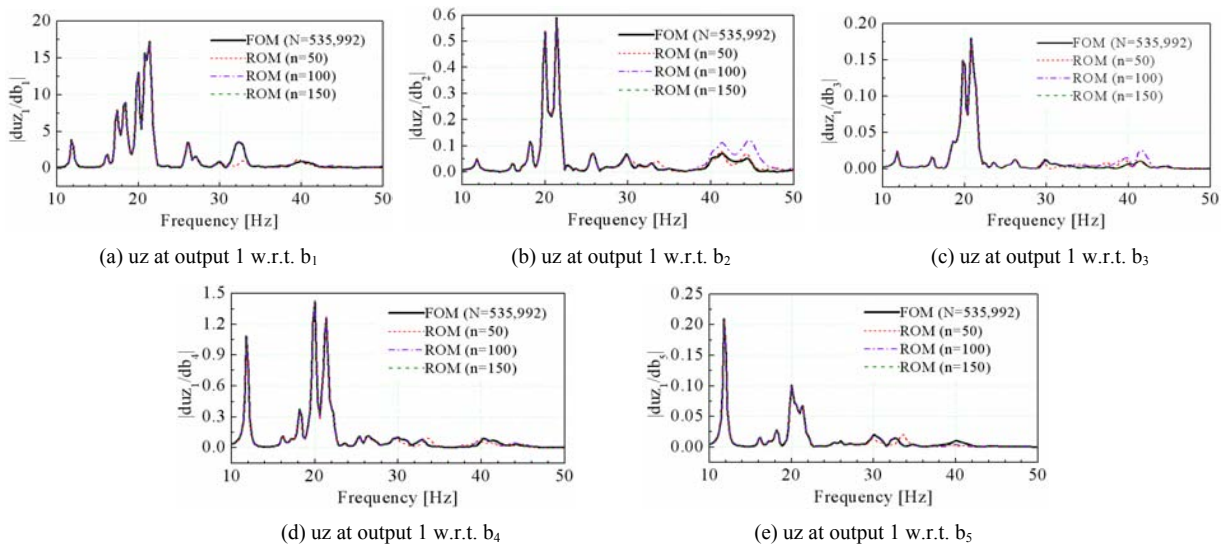 20
15
10
5
0
|duz₁/db₁|
FOM (N=535,992)
ROM (n=50)
ROM (n=100)
ROM (n=150)
10 20 30 40 50
Frequency [Hz]
(a) uz at output 1 w.r.t. b₁
0.6
0.5
0.4
0.3
0.2
0.1
0.0
|duz₁/db₂|
FOM (N=535,992)
ROM (n=50)
ROM (n=100)
ROM (n=150)
10 20 30 40 50
Frequency [Hz]
(b) uz at output 1 w.r.t. b₂
0.20
0.15
0.10
0.05
0.00
|duz₁/db₃|
FOM (N=535,992)
ROM (n=50)
ROM (n=100)
ROM (n=150)
10 20 30 40 50
Frequency [Hz]
(c) uz at output 1 w.r.t. b₃
1.5
1.2
0.9
0.6
0.3
0.0
|duz₁/db₄|
FOM (N=535,992)
ROM (n=50)
ROM (n=100)
ROM (n=150)
10 20 30 40 50
Frequency [Hz]
(d) uz at output 1 w.r.t. b₄
0.25
0.20
0.15
0.10
0.05
0.00
|duz₁/db₅|
FOM (N=535,992)
ROM (n=50)
ROM (n=100)
ROM (n=150)
10 20 30 40 50
Frequency [Hz]
(e) uz at output 1 w.r.t. b₅